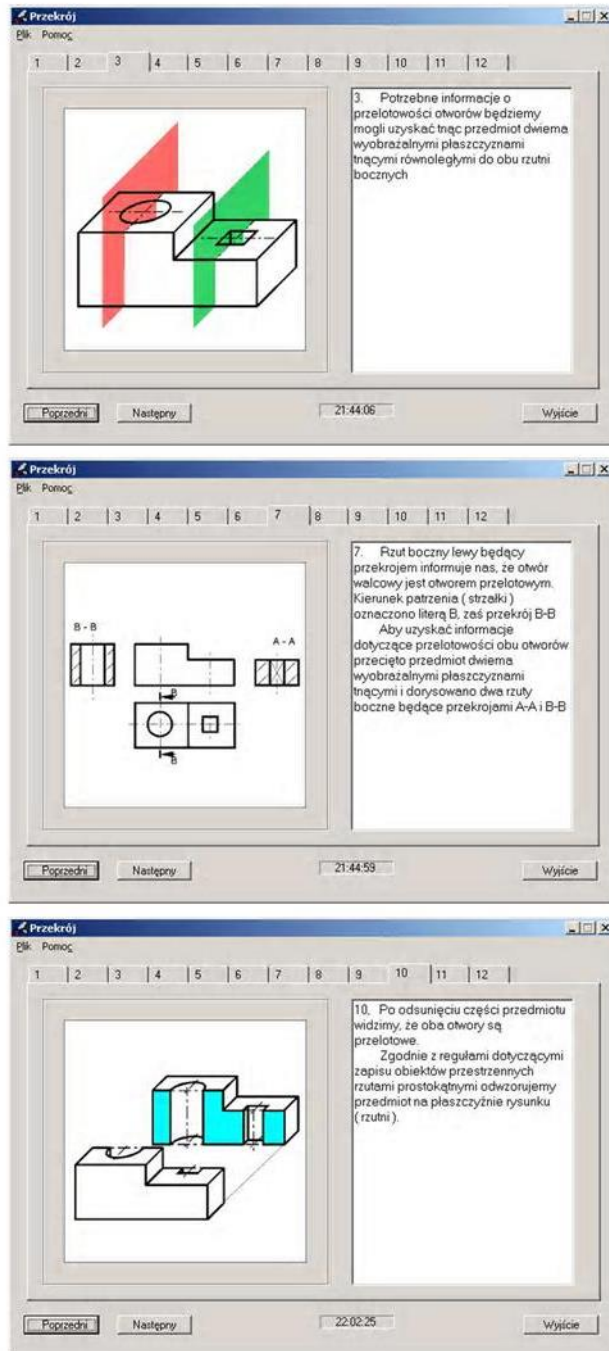 Przekrój
Plik Pomoc
1 2 3 4 5 6 7 8 9 10 11 12
3. Potrzebne informacje o
przelotowości otworów będziemy
mogli uzyskać tnąc przedmiot dwiema
wyobrażalnymi płaszczyznami
tnącymi równoległymi do obu rzutni
bocznych
Poprzedni Następny 21:44:06 Wyjście
Przekrój
Plik Pomoc
1 2 3 4 5 6 7 8 9 10 11 12
B - B
A - A
B
B
7. Rzut boczny lewy będący
przekrojem informuje nas, że otwór
walcowy jest otworem przelotowym.
Kierunek patrzenia ( strzałki )
oznaczono literą B, zaś przekrój B-B
Aby uzyskać informacje
dotyczące przelotowości obu otworów
przecięto przedmiot dwiema
wyobrażalnymi płaszczyznami
tnącymi i dorysowano dwa rzuty
boczne będące przekrojami A-A i B-B
Poprzedni Następny 21:44:59 Wyjście
Przekrój
Plik Pomoc
1 2 3 4 5 6 7 8 9 10 11 12
10. Po odsunięciu części przedmiotu
widzimy, że oba otwory są
przelotowe.
Zgodnie z regułami dotyczącymi
zapisu obiektów przestrzennych
rzutami prostokątnymi odwzorujemy
przedmiot na płaszczyźnie rysunku
( rzutni ).
Poprzedni Następny 22:02:25 Wyjście